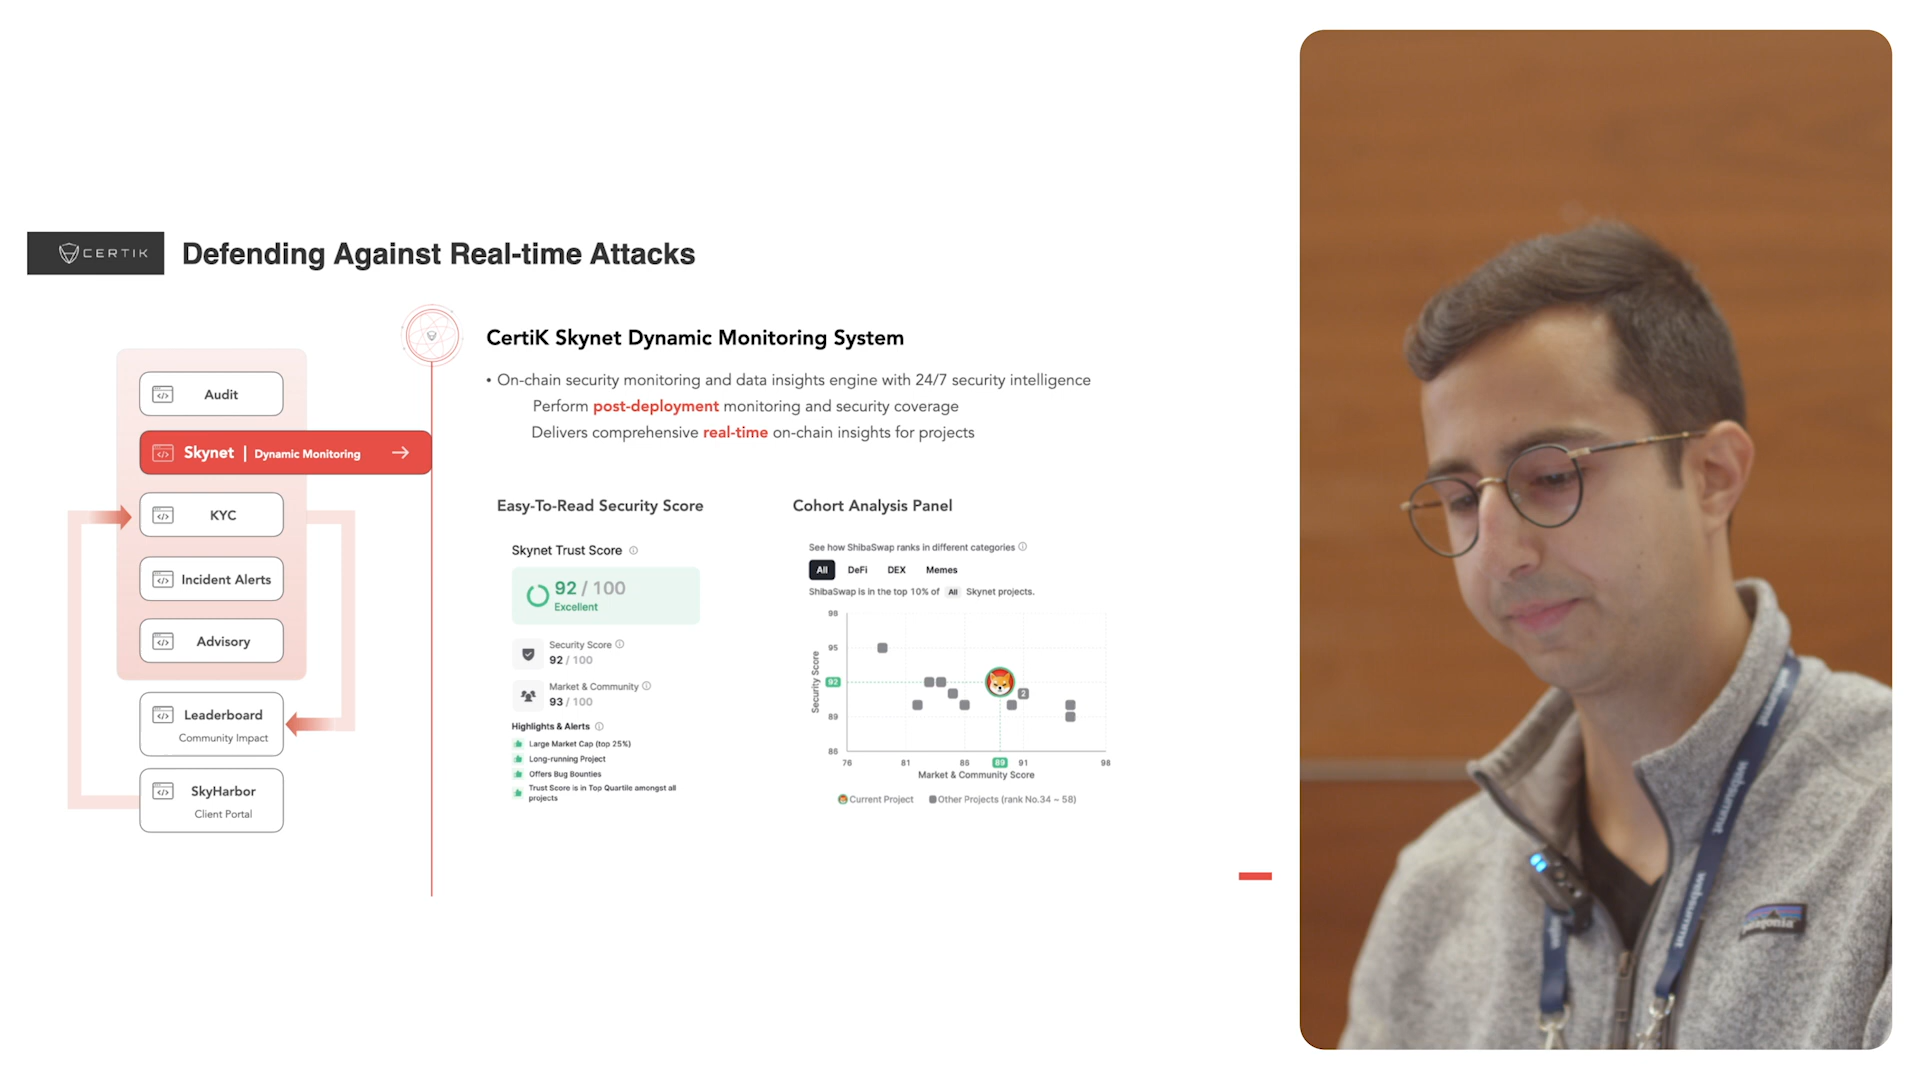 CERTIK
Defending Against Real-time Attacks
Audit
Skynet | Dynamic Monitoring
KYC
Incident Alerts
Advisory
Leaderboard
Community Impact
SkyHarbor
Client Portal
CertiK Skynet Dynamic Monitoring System
• On-chain security monitoring and data insights engine with 24/7 security intelligence
Perform post-deployment monitoring and security coverage
Delivers comprehensive real-time on-chain insights for projects
Easy-To-Read Security Score
Skynet Trust Score
92 / 100
Excellent
Security Score
92 / 100
Market & Community
93 / 100
Highlights & Alerts
Large Market Cap (top 25%)
Long-running Project
Offers Bug Bounties
Trust Score is in Top Quartile amongst all
projects
Cohort Analysis Panel
See how ShibaSwap ranks in different categories
All DeFi DEX Memes
ShibaSwap is in the top 10% of All Skynet projects.
98
95
92
89
86
Security Score
2
76 81 86 89 91 98
Market & Community Score
Current Project Other Projects (rank No.34 ~ 58)
patagonia